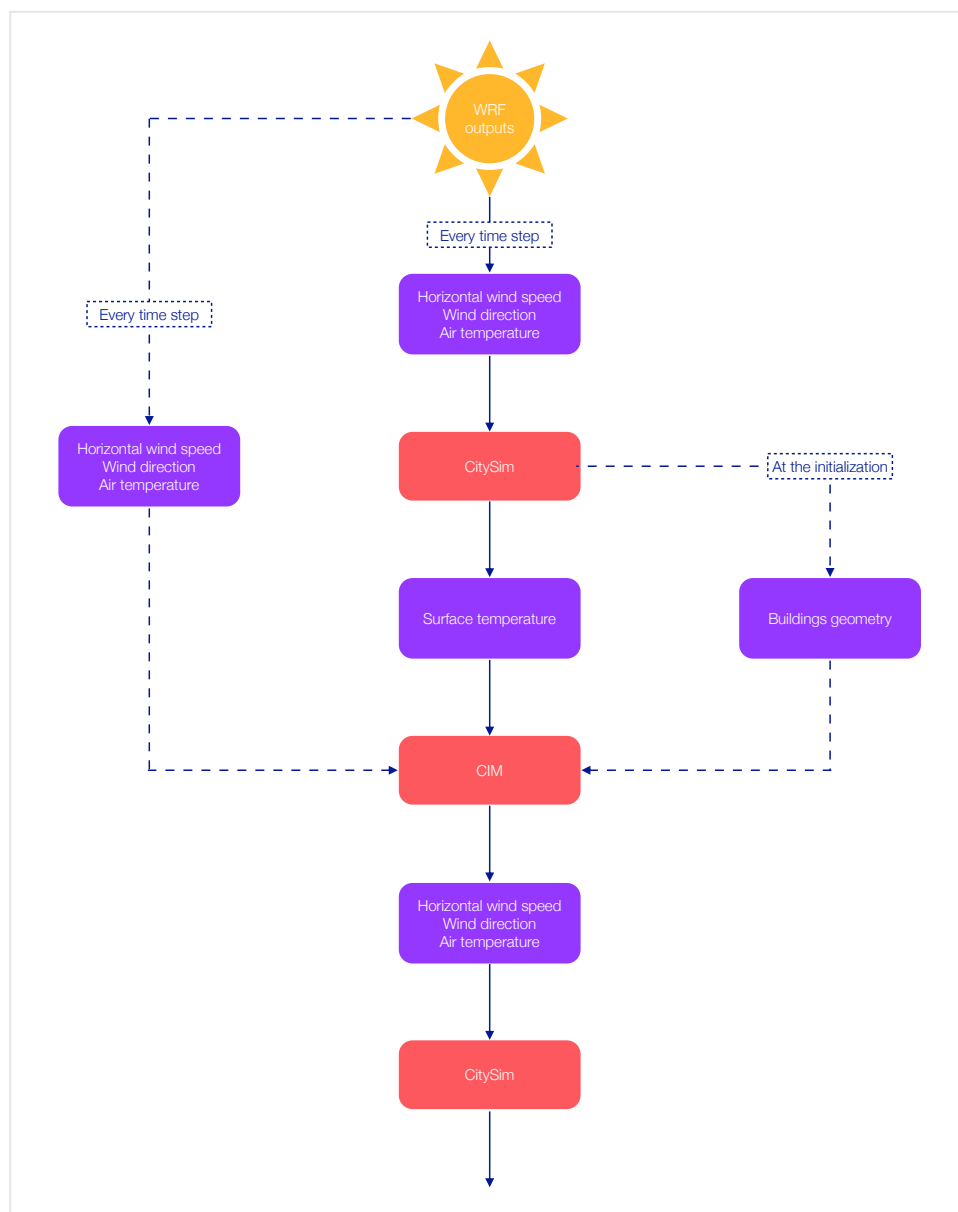 WRF
outputs
Every time step
Horizontal wind speed
Wind direction
Air temperature
Every time step
Horizontal wind speed
Wind direction
Air temperature
CitySim
At the initialization
Surface temperature
Buildings geometry
CIM
Horizontal wind speed
Wind direction
Air temperature
CitySim